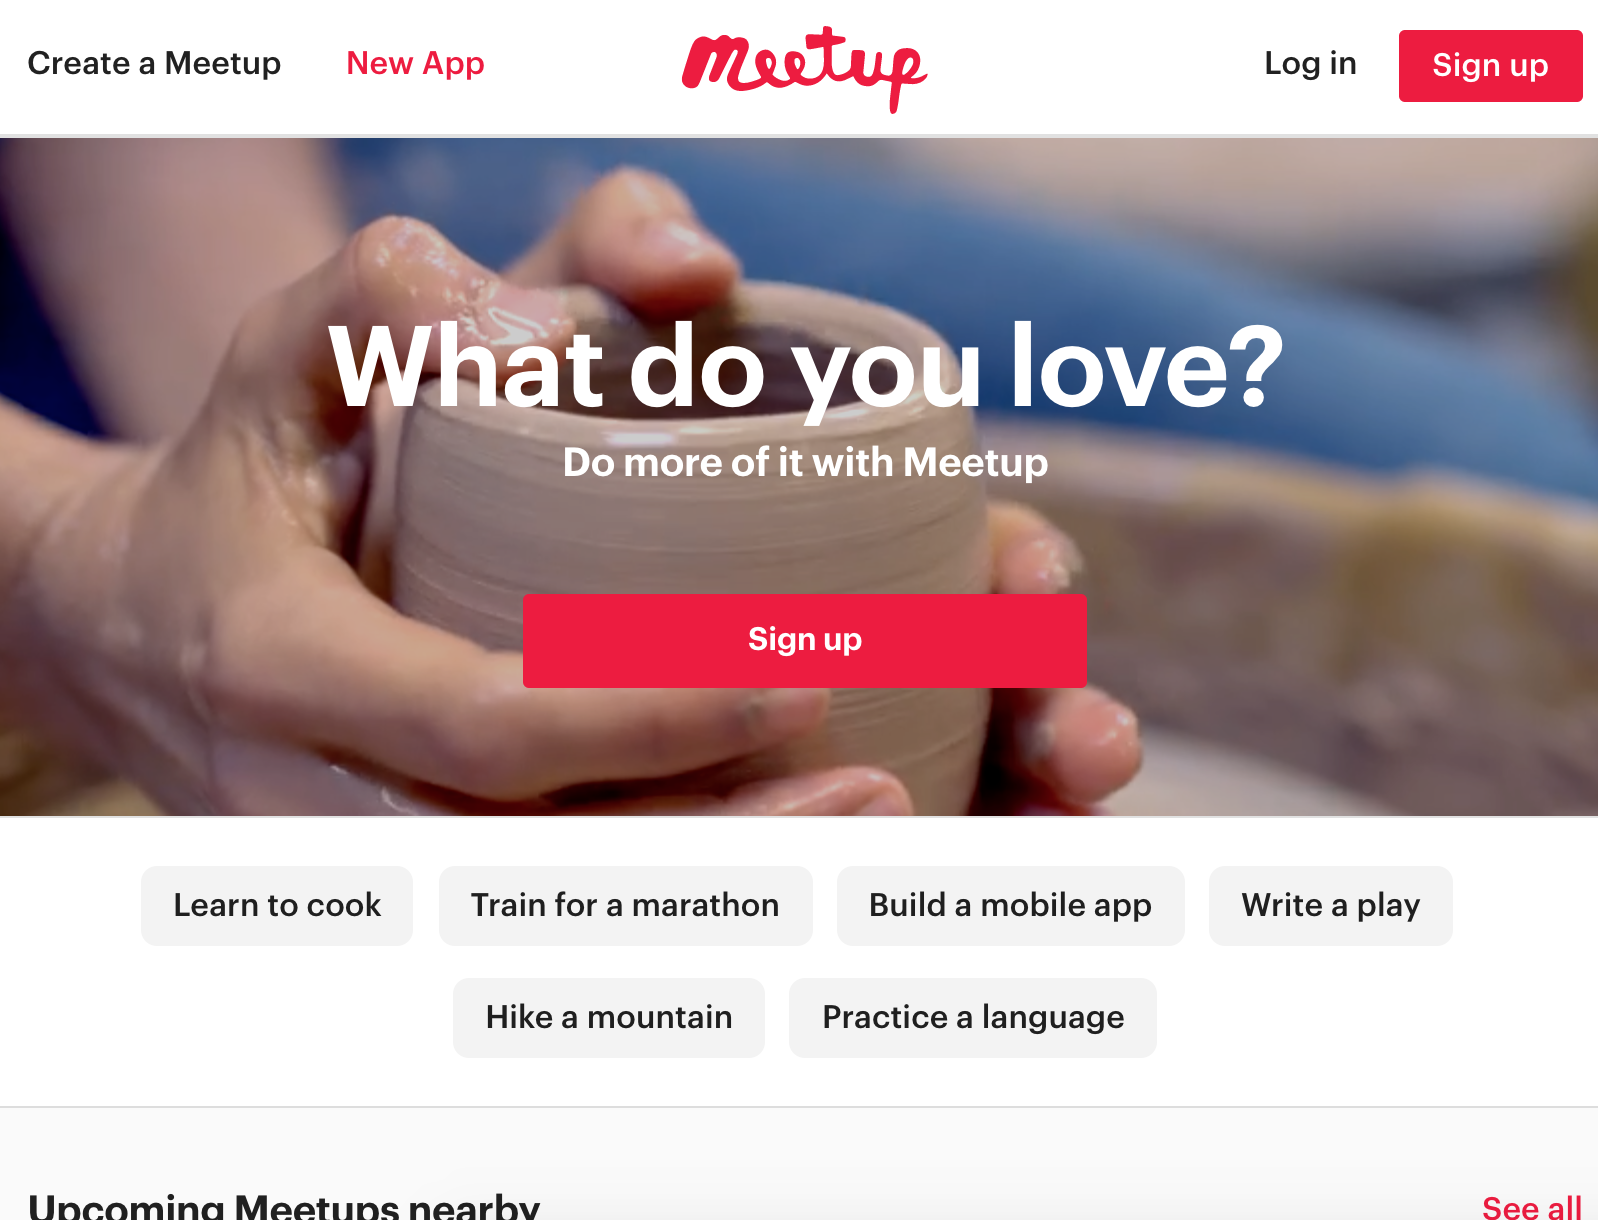 Create a Meetup New App meetup Log in Sign up
What do you love?
Do more of it with Meetup
Sign up
Learn to cook Train for a marathon Build a mobile app Write a play
Hike a mountain Practice a language
Upcoming Meetups nearby See all